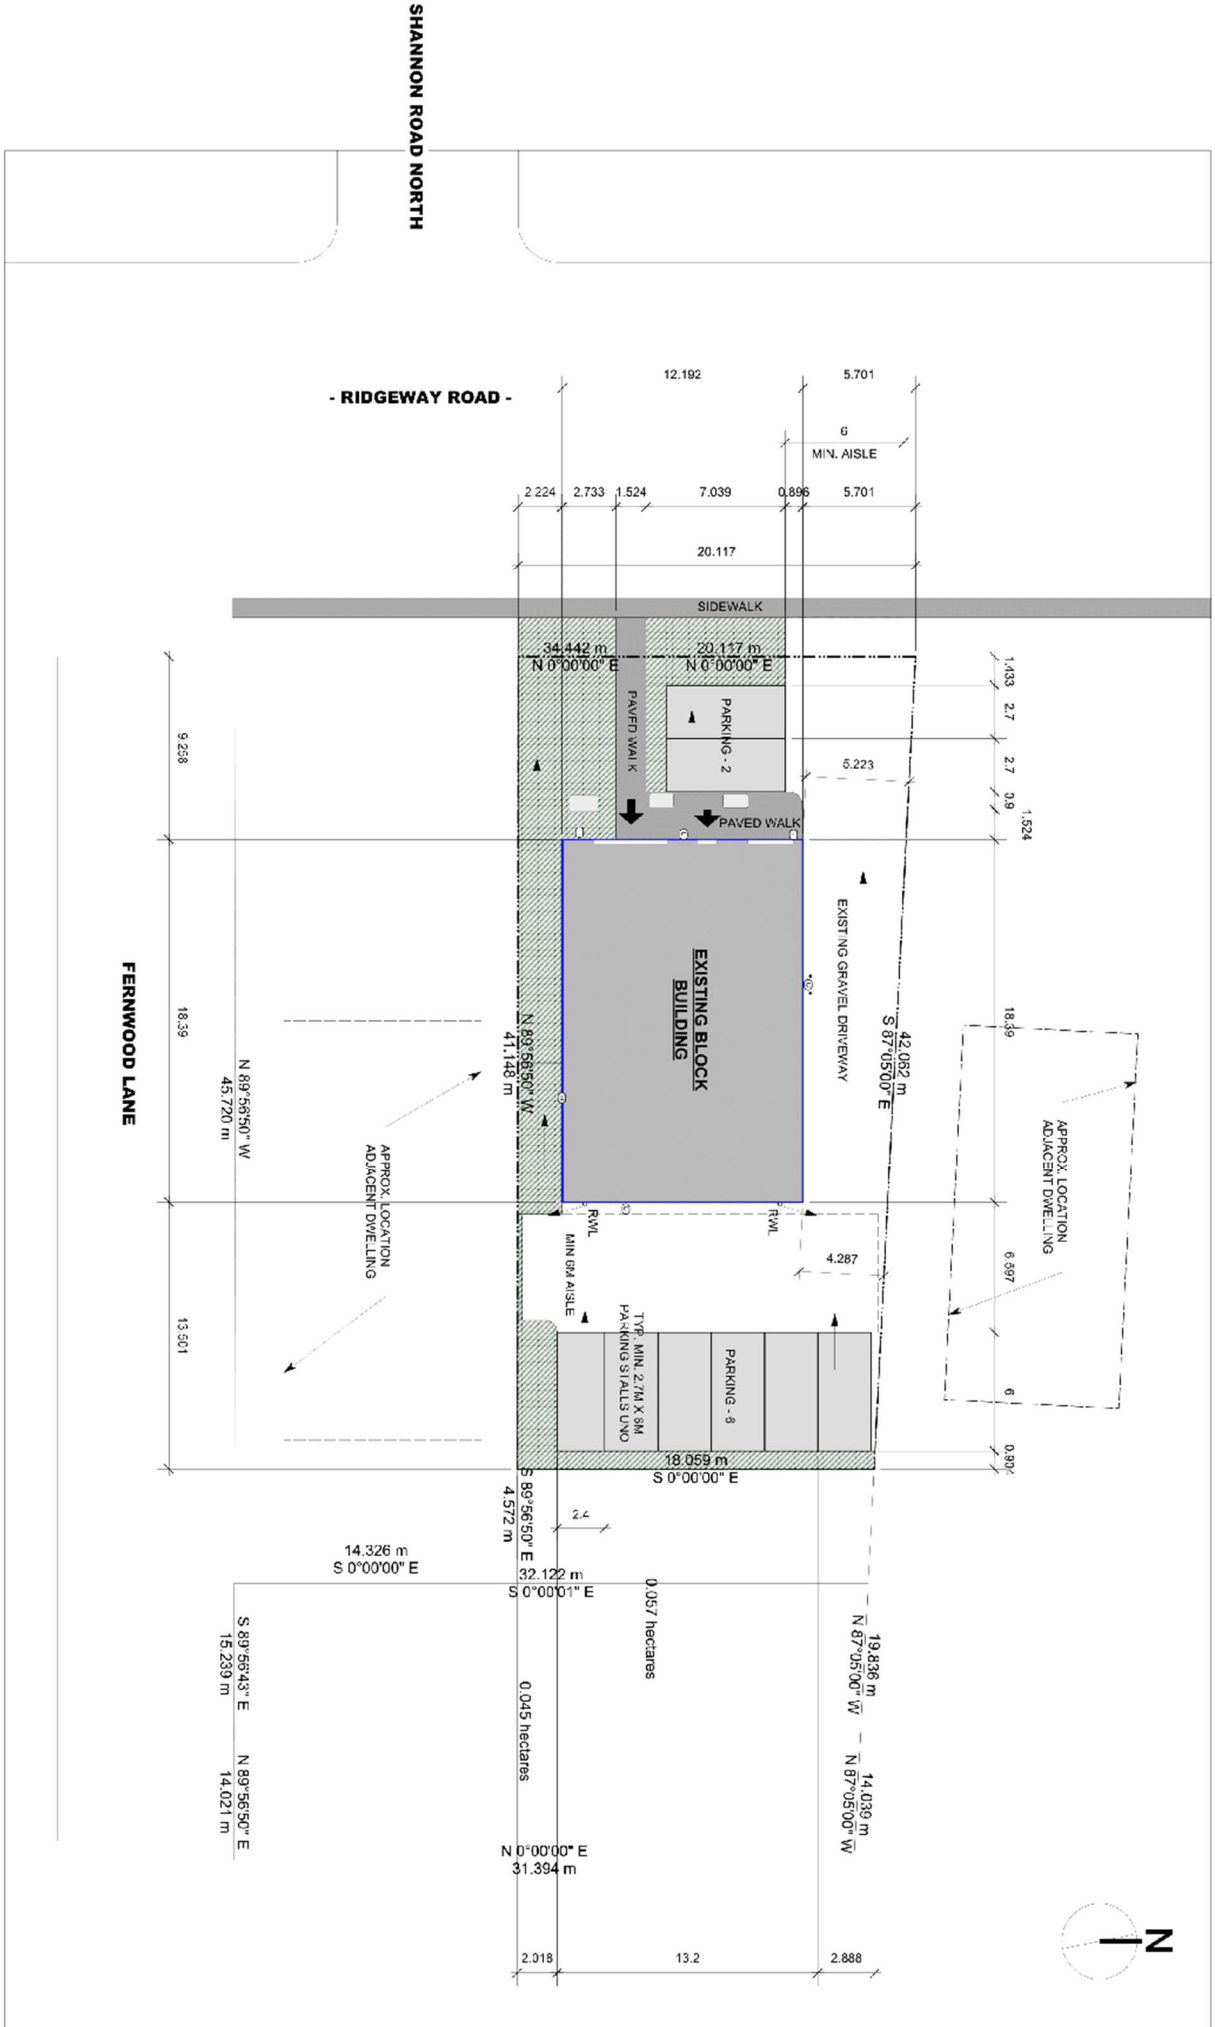 SHANNON ROAD NORTH
- RIDGEWAY ROAD -
12.192
5.701
6
MIN. AISLE
2.224
2.733
1.524
7.039
0.896
5.701
20.117
SIDEWALK
34.442 m
N 0°00'00" E
20.117 m
N 0°00'00" E
PAVED WALK
PARKING - 2
1.433
2.7
2.7
0.9
1.524
9.258
PAVED WALK
EXISTING BLOCK
BUILDING
EXISTING GRAVEL DRIVEWAY
42.062 m
S 87°05'00" E
18.39
18.39
FERNWOOD LANE
N 89°56'50" W
41.148 m
N 89°56'50" W
45.720 m
APPROX. LOCATION
ADJACENT DWELLING
APPROX. LOCATION
ADJACENT DWELLING
RWL
RWL
4.287
MIN 6M AISLE
TYP. MIN. 2.7M X 6M
PARKING STALLS UNO
PARKING - 6
13.501
6.597
6
18.059 m
S 0°00'00" E
S 89°56'50" E
4.572 m
2.4
14.326 m
S 0°00'00" E
32.122 m
S 0°00'01" E
0.057 hectares
0.045 hectares
S 89°56'43" E
15.239 m
N 89°56'50" E
14.021 m
19.836 m
N 87°05'00" W
14.039 m
N 87°05'00" W
N 0°00'00" E
31.394 m
2.018
13.2
2.888
N